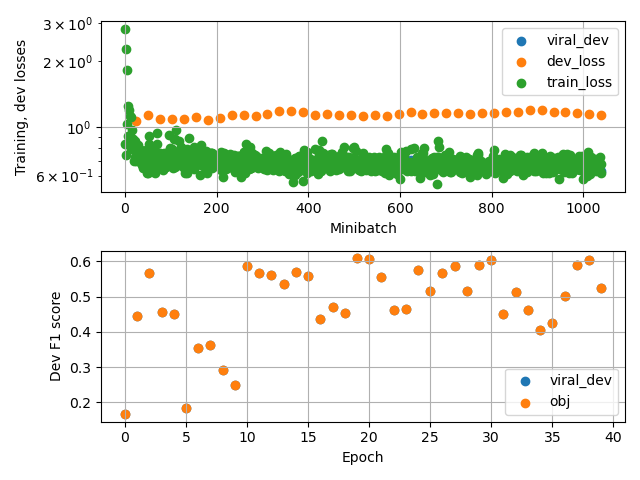 3 × 10⁰
2 × 10⁰
10⁰
6 × 10⁻¹
Training, dev losses
viral_dev
dev_loss
train_loss
0 200 400 600 800 1000
Minibatch
0.6
0.5
0.4
0.3
0.2
Dev F1 score
viral_dev
obj
0 5 10 15 20 25 30 35 40
Epoch